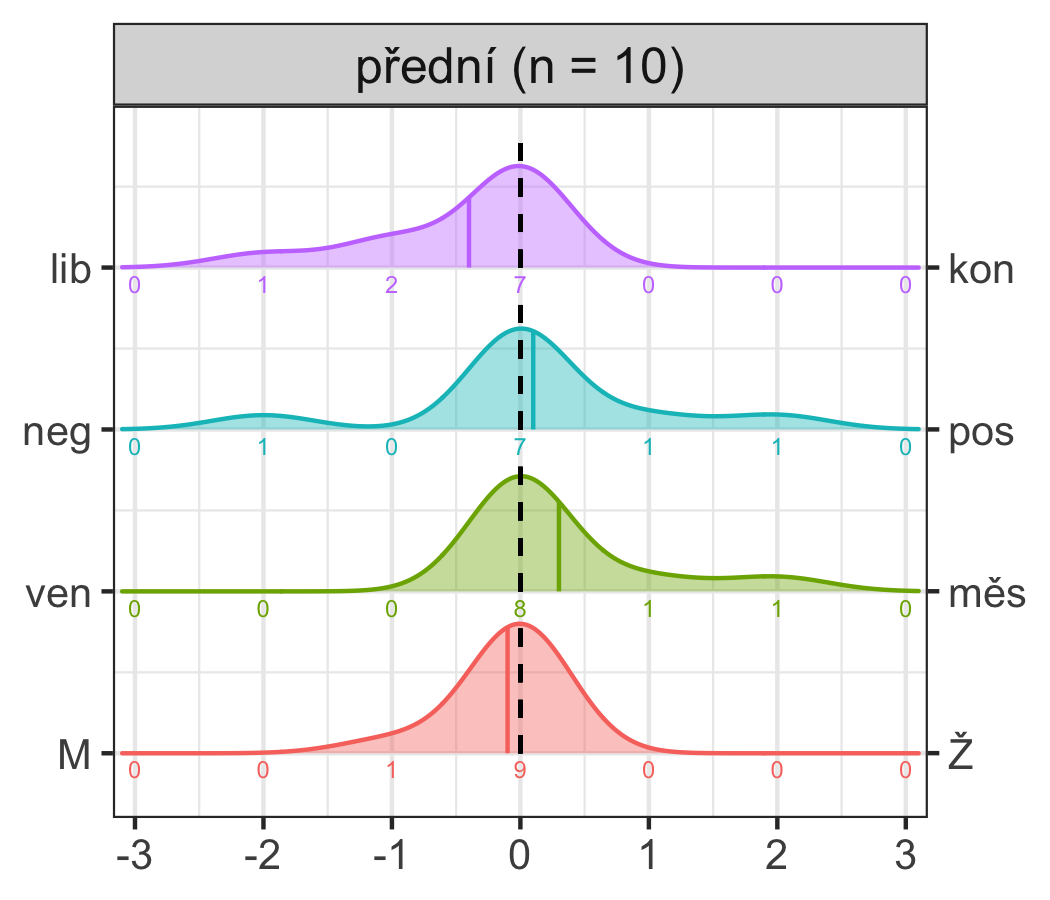 přední (n = 10)
lib kon
0 1 2 7 0 0 0
neg pos
0 1 0 7 1 1 0
ven měs
0 0 0 8 1 1 0
M Ž
0 0 1 9 0 0 0
-3 -2 -1 0 1 2 3